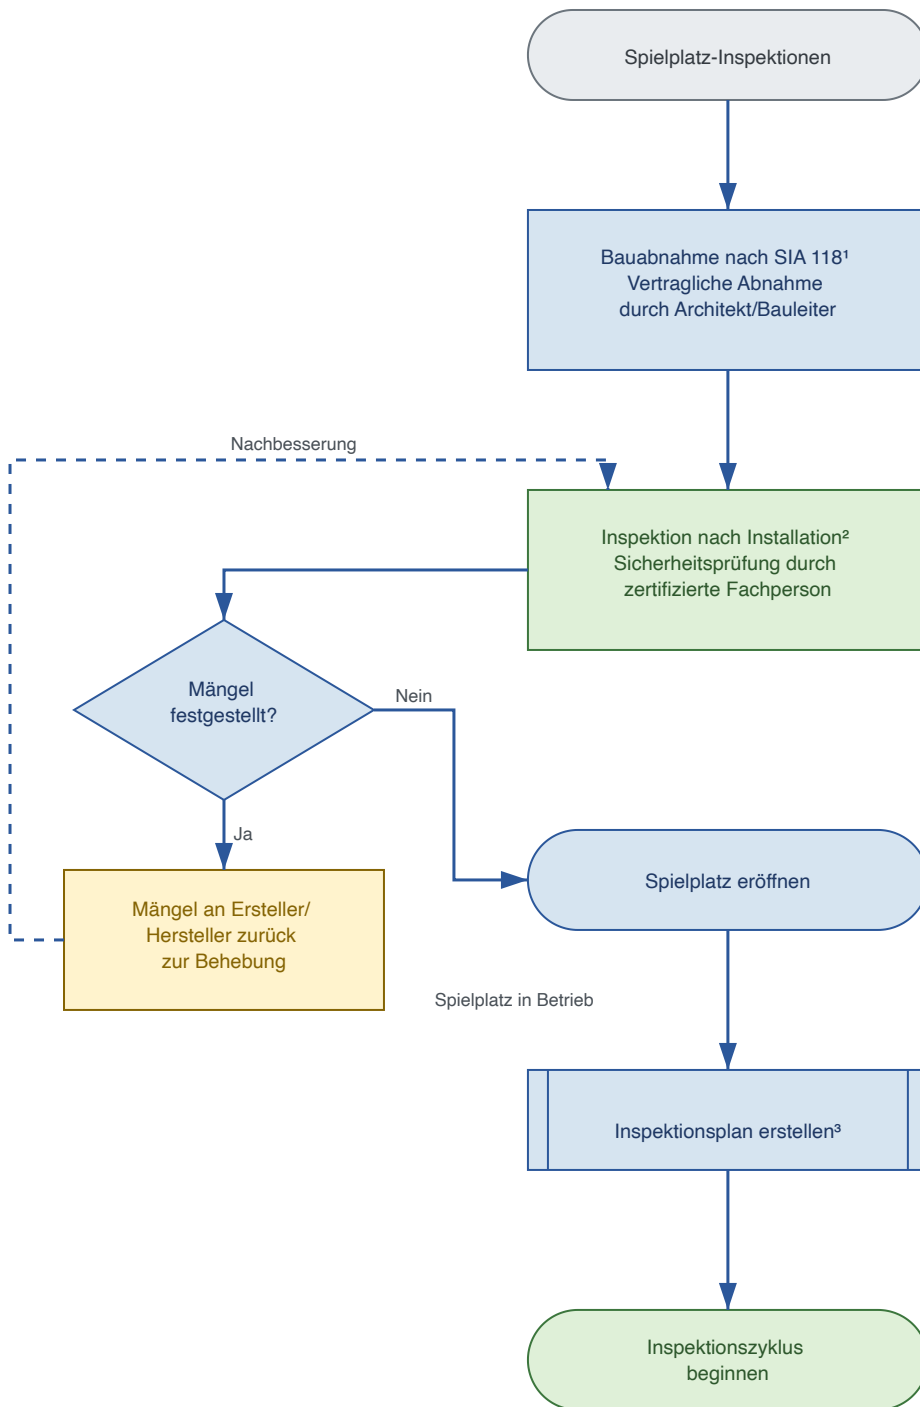 Spielplatz-Inspektionen
Bauabnahme nach SIA 118¹
Vertragliche Abnahme
durch Architekt/Bauleiter
Nachbesserung
Inspektion nach Installation²
Sicherheitsprüfung durch
zertifizierte Fachperson
Mängel
festgestellt?
Nein
Ja
Spielplatz eröffnen
Mängel an Ersteller/
Hersteller zurück
zur Behebung
Spielplatz in Betrieb
Inspektionsplan erstellen³
Inspektionszyklus
beginnen